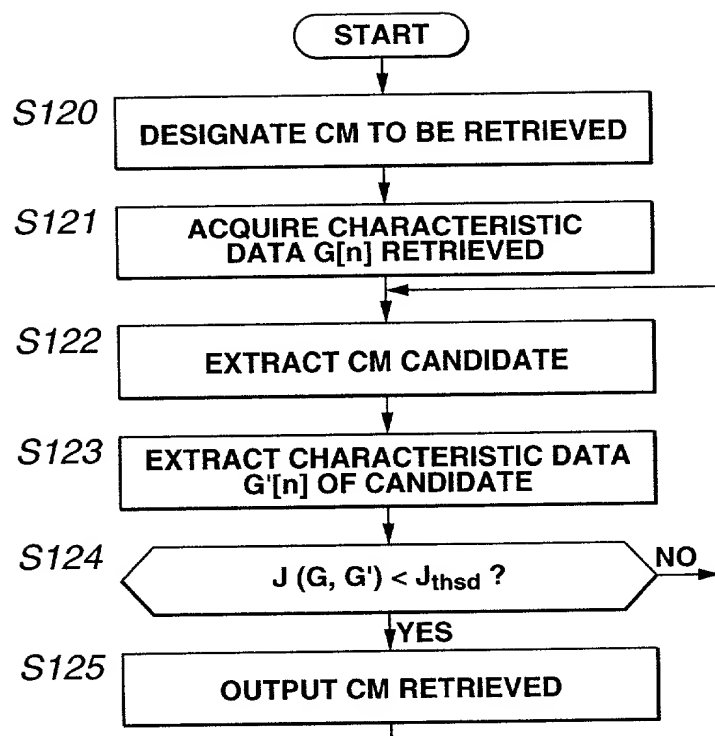 START
S120
DESIGNATE CM TO BE RETRIEVED
S121
ACQUIRE CHARACTERISTIC
DATA G[n] RETRIEVED
S122
EXTRACT CM CANDIDATE
S123
EXTRACT CHARACTERISTIC DATA
G'[n] OF CANDIDATE
S124
J (G, G') < Jthsd ?
NO
YES
S125
OUTPUT CM RETRIEVED